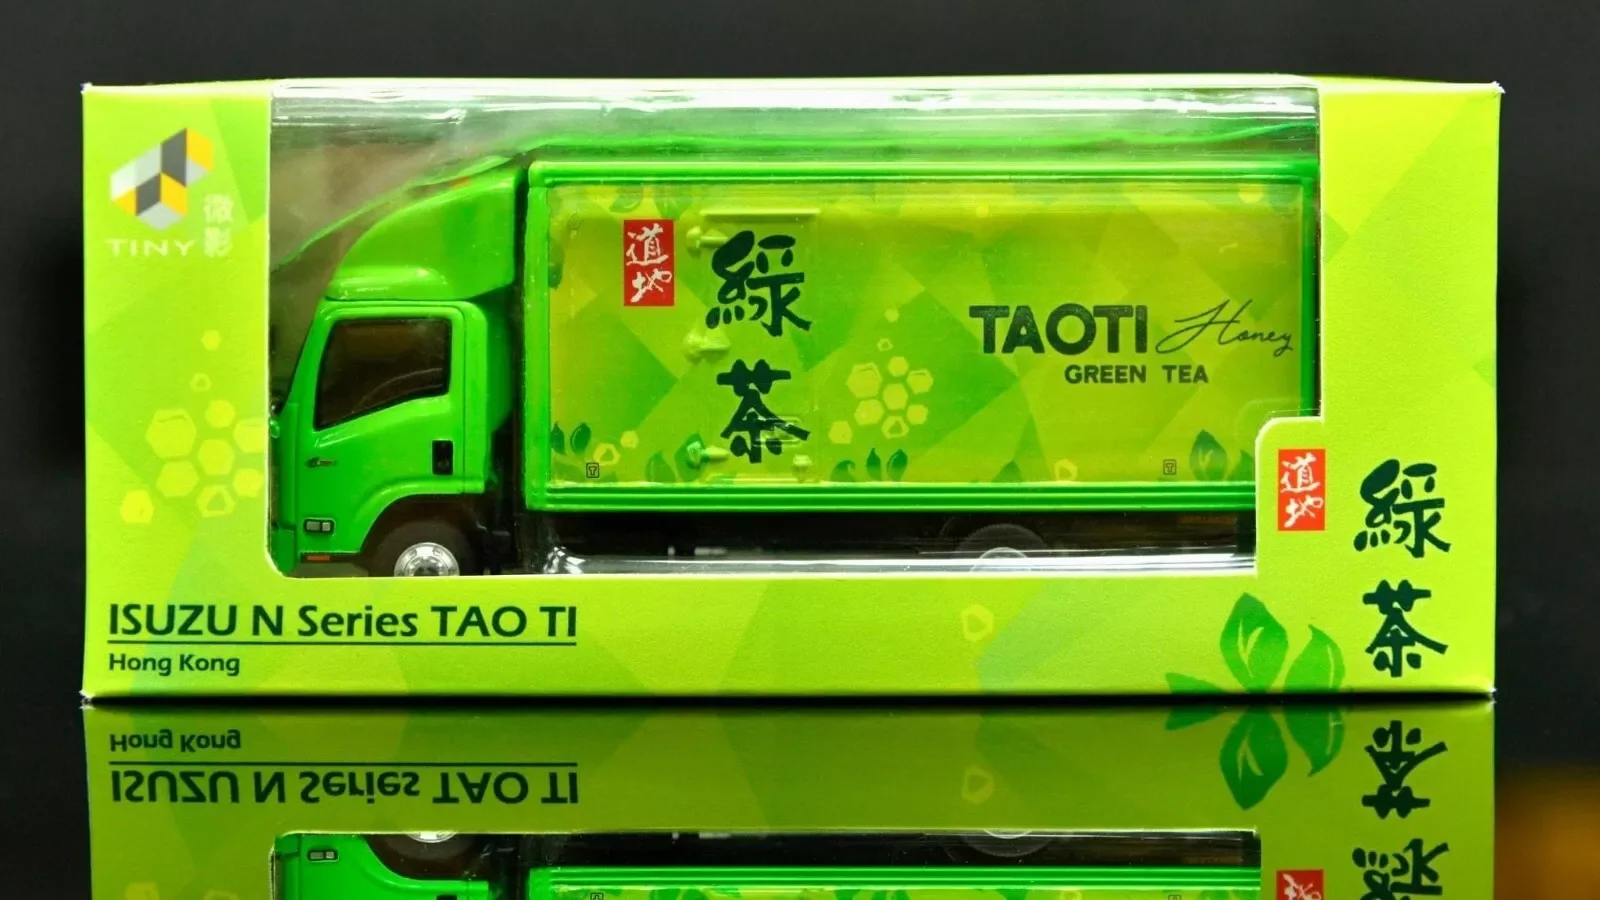 TINY
微影
道地
綠茶
TAOTI Honey
GREEN TEA
道地
綠茶
ISUZU N Series TAO TI
Hong Kong